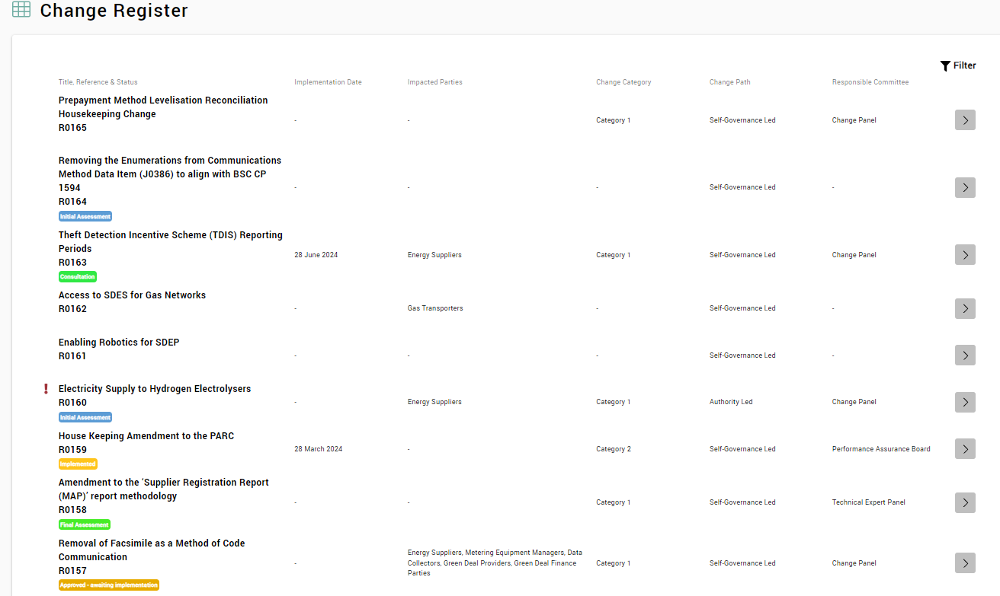 Change Register
Filter
Title, Reference & Status Implementation Date Impacted Parties Change Category Change Path Responsible Committee
Prepayment Method Levelisation Reconciliation
Housekeeping Change
R0165
- - Category 1 Self-Governance Led Change Panel
Removing the Enumerations from Communications
Method Data Item (J0386) to align with BSC CP
1594
R0164
Initial Assessment
- - - Self-Governance Led -
Theft Detection Incentive Scheme (TDIS) Reporting
Periods
R0163
Consultation
28 June 2024 Energy Suppliers Category 1 Self-Governance Led Change Panel
Access to SDES for Gas Networks
R0162
- Gas Transporters - Self-Governance Led -
Enabling Robotics for SDEP
R0161
- - - Self-Governance Led -
! Electricity Supply to Hydrogen Electrolysers
R0160
Initial Assessment
- Energy Suppliers Category 1 Authority Led Change Panel
House Keeping Amendment to the PARC
R0159
Implemented
28 March 2024 - Category 2 Self-Governance Led Performance Assurance Board
Amendment to the ‘Supplier Registration Report
(MAP)’ report methodology
R0158
Final Assessment
- - Category 1 Self-Governance Led Technical Expert Panel
Removal of Facsimile as a Method of Code
Communication
R0157
Approved - awaiting implementation
-
Energy Suppliers, Metering Equipment Managers, Data
Collectors, Green Deal Providers, Green Deal Finance
Parties
Category 1 Self-Governance Led Change Panel